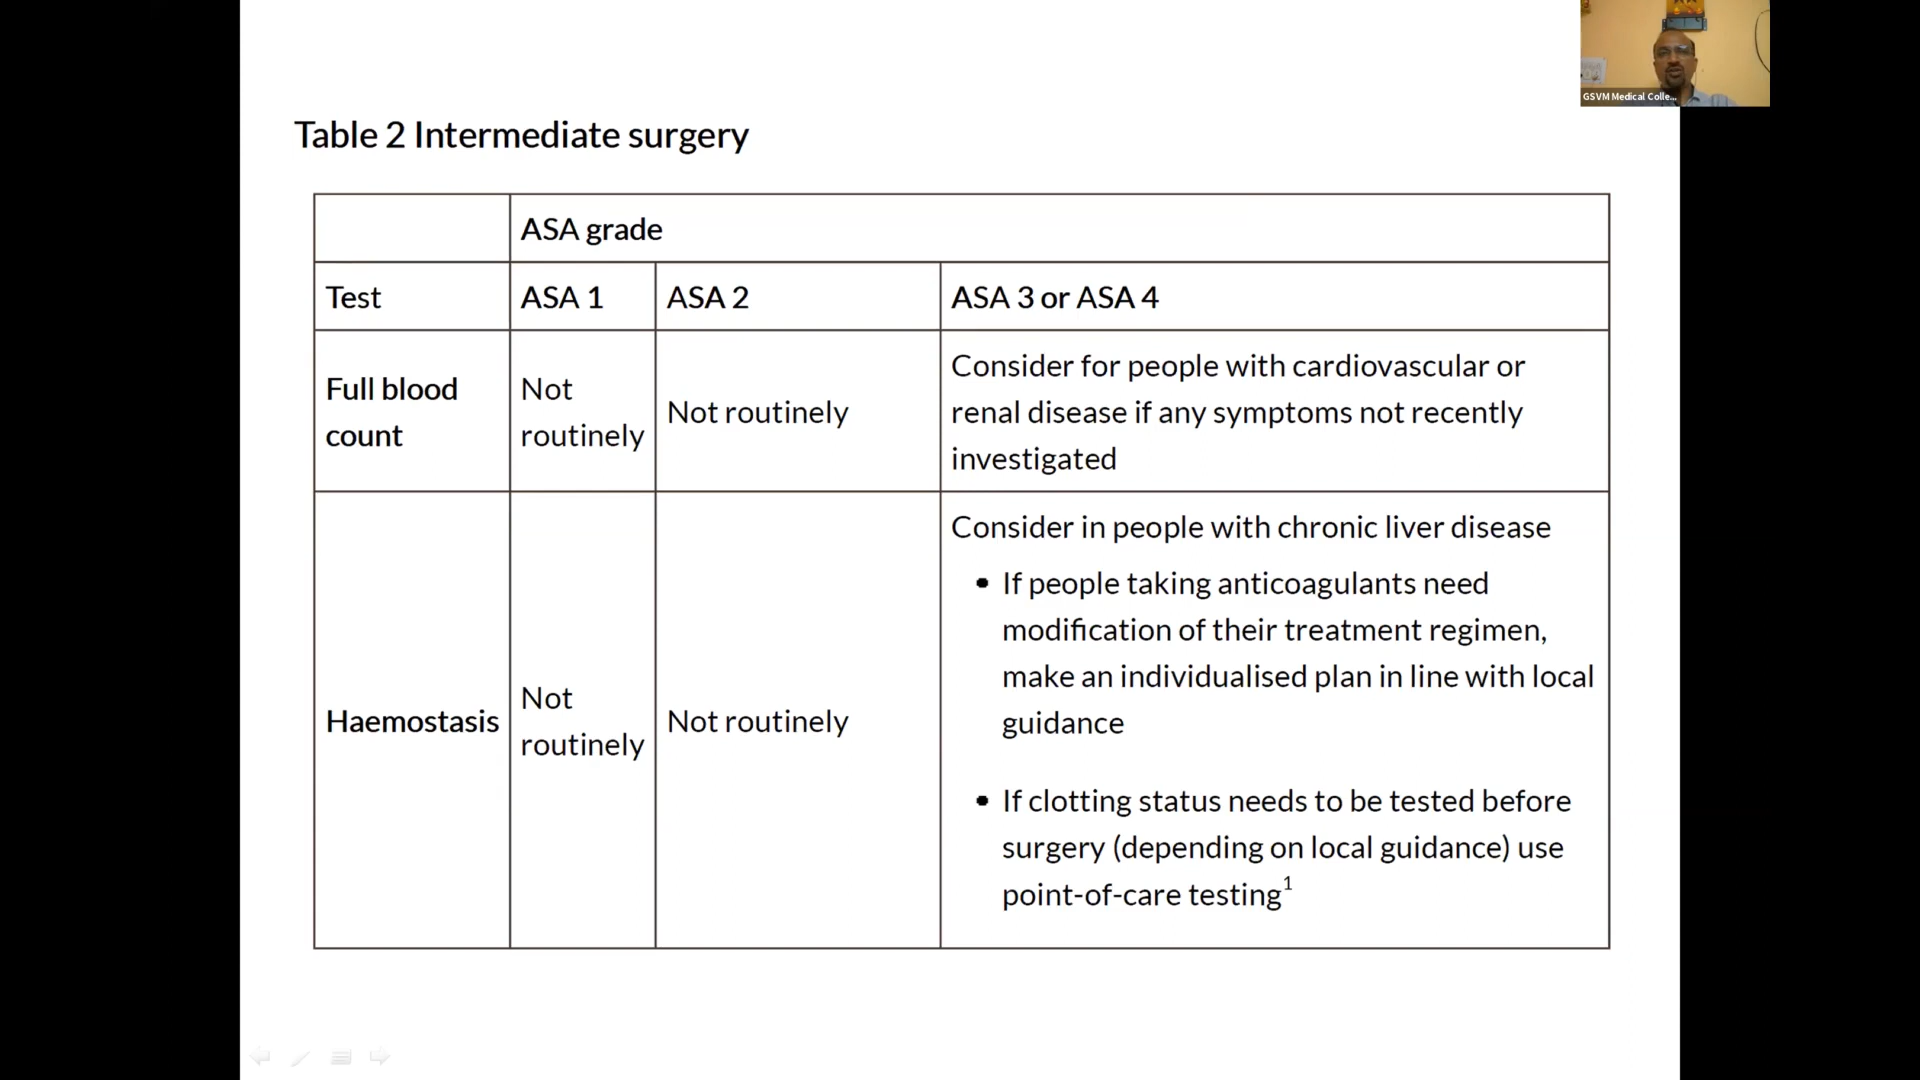 GSVM Medical Colle...
Table 2 Intermediate surgery
ASA grade
Test
ASA 1
ASA 2
ASA 3 or ASA 4
Full blood
count
Not
routinely
Not routinely
Consider for people with cardiovascular or
renal disease if any symptoms not recently
investigated
Haemostasis
Not
routinely
Not routinely
Consider in people with chronic liver disease
• If people taking anticoagulants need
modification of their treatment regimen,
make an individualised plan in line with local
guidance
• If clotting status needs to be tested before
surgery (depending on local guidance) use
point-of-care testing¹